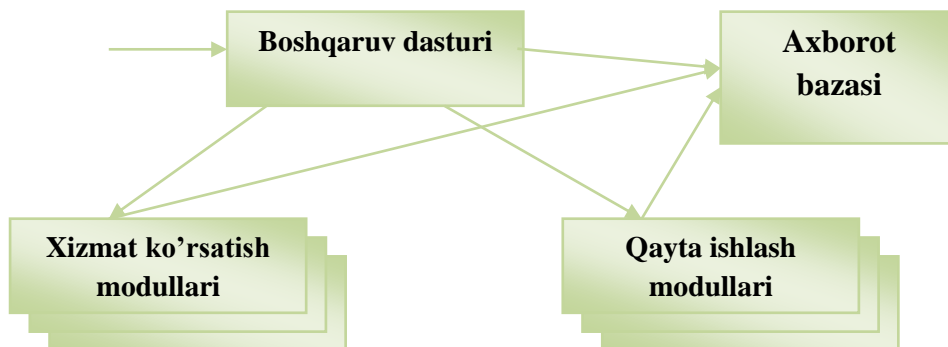 Boshqaruv dasturi
Axborot
bazasi
Xizmat ko’rsatish
modullari
Qayta ishlash
modullari